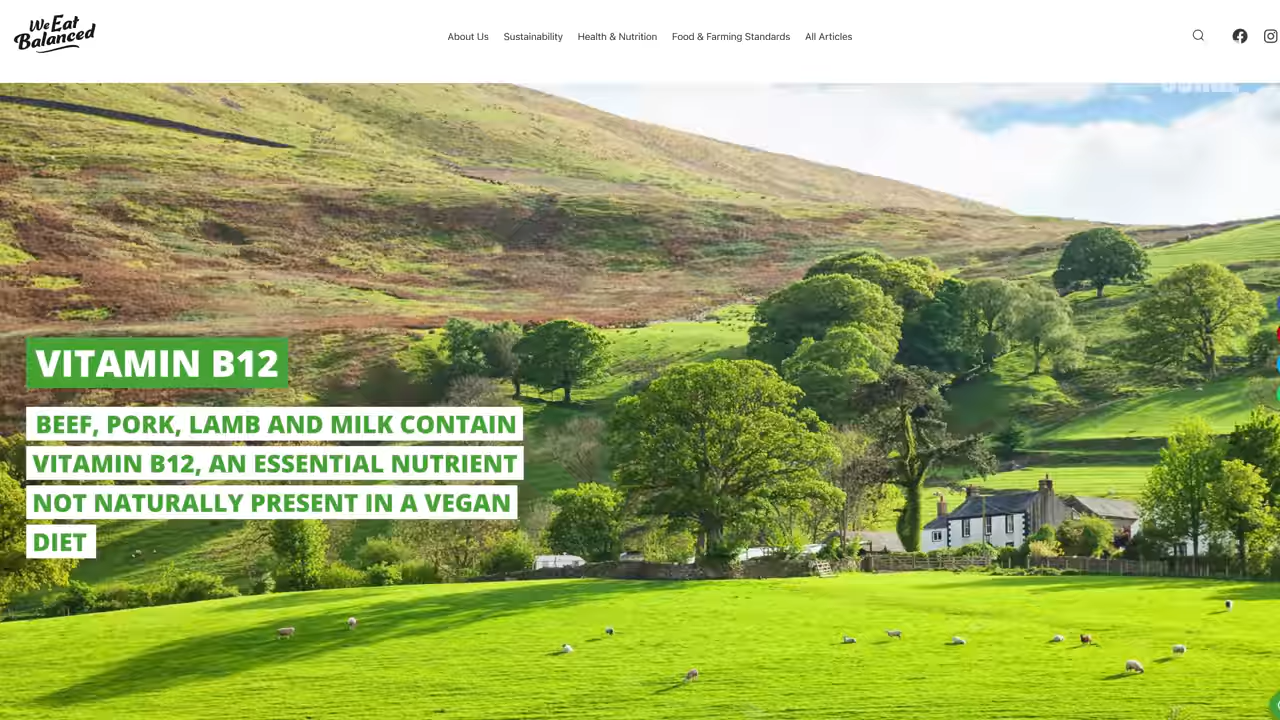 We Eat
Balanced
About Us Sustainability Health & Nutrition Food & Farming Standards All Articles
VITAMIN B12
BEEF, PORK, LAMB AND MILK CONTAIN
VITAMIN B12, AN ESSENTIAL NUTRIENT
NOT NATURALLY PRESENT IN A VEGAN
DIET